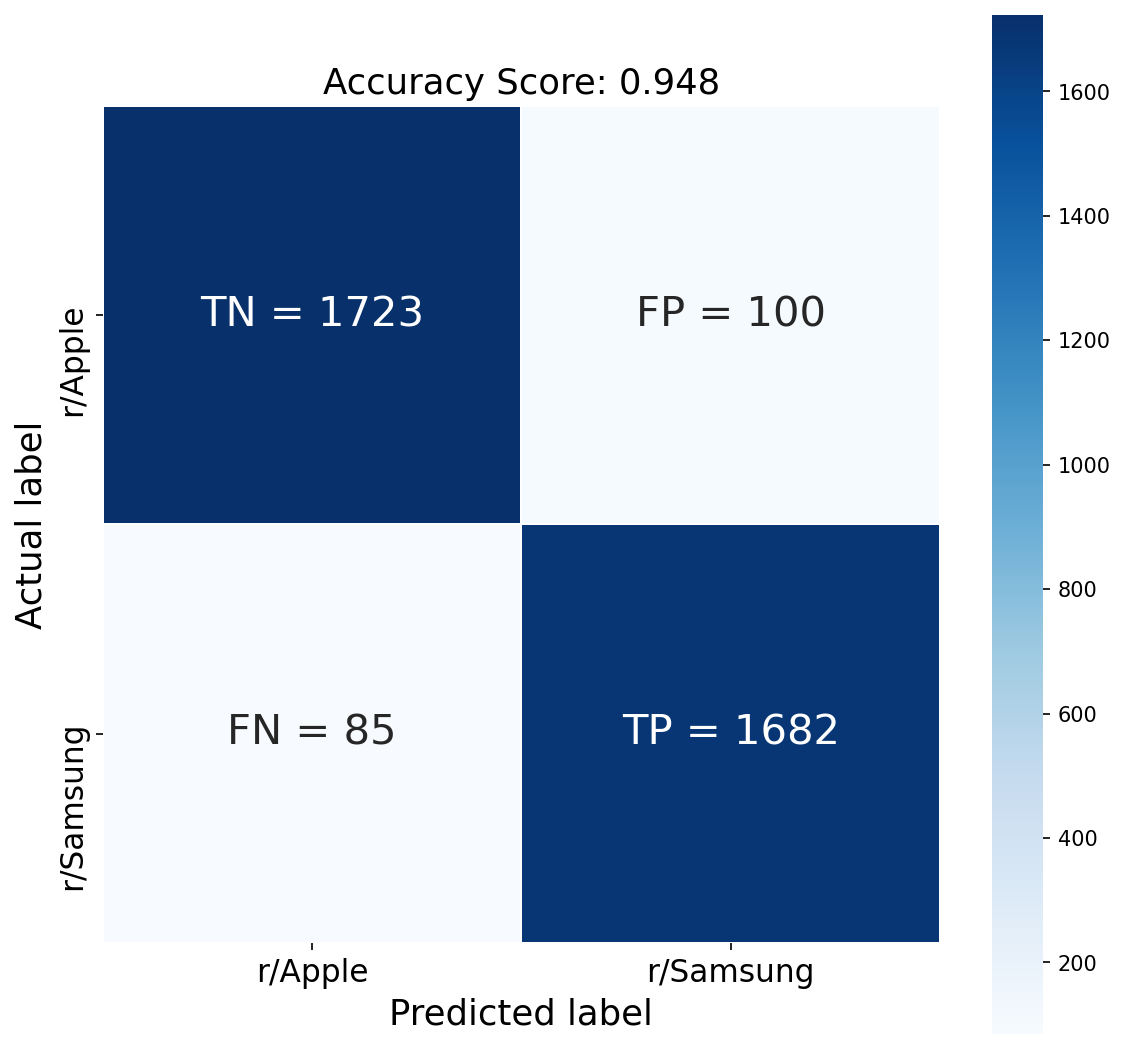 Accuracy Score: 0.948
TN = 1723
FP = 100
FN = 85
TP = 1682
Actual label
r/Apple
r/Samsung
r/Apple
r/Samsung
Predicted label
1600
1400
1200
1000
800
600
400
200